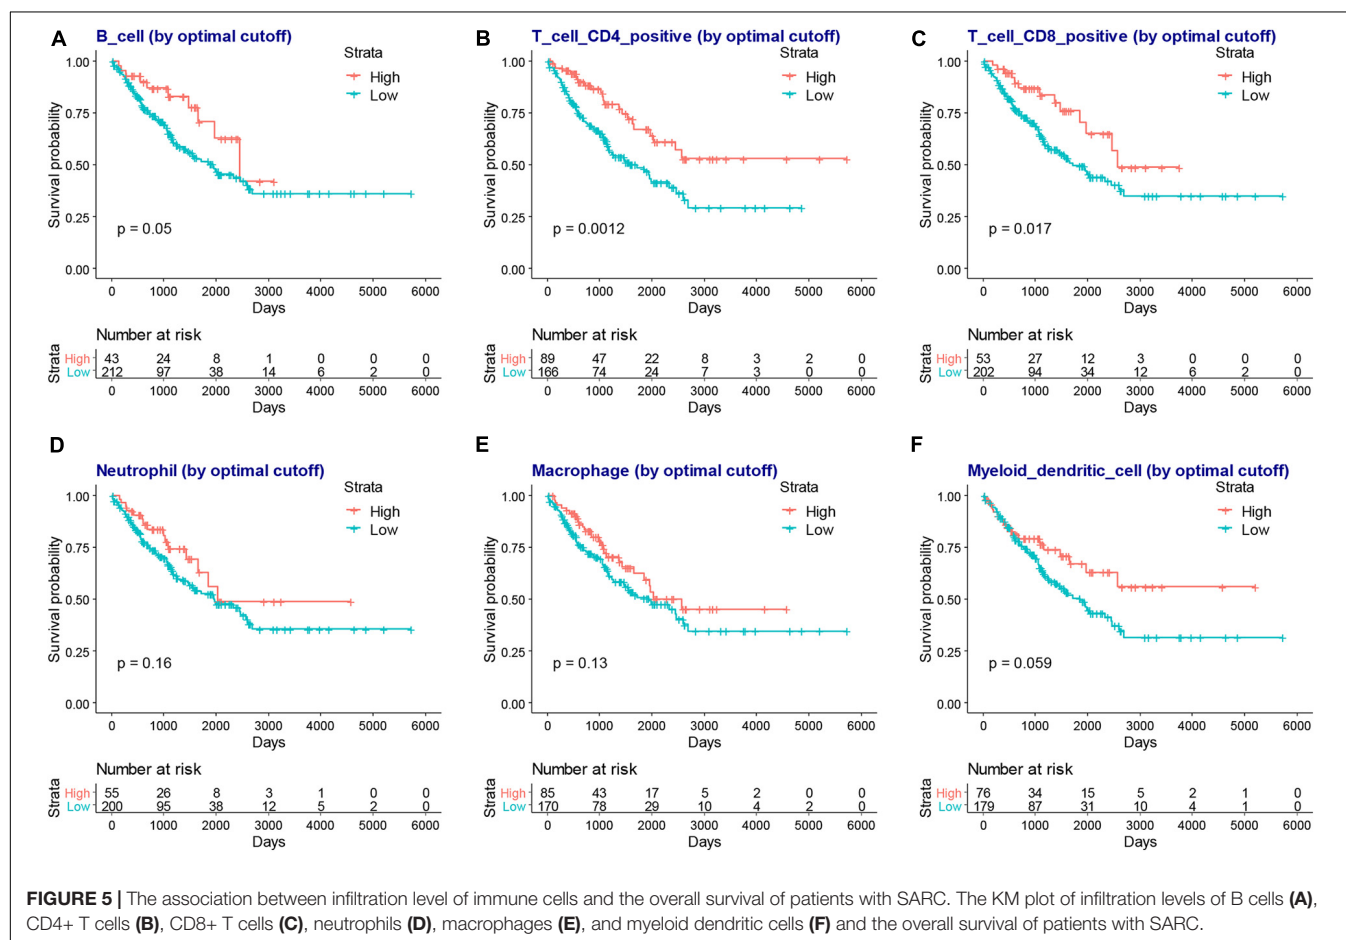 A B_cell (by optimal cutoff)
Strata
High
Low
1.00
0.75
0.50
0.25
0.00
Survival probability
p = 0.05
0 1000 2000 3000 4000 5000 6000
Days
Number at risk
Strata
High 43 24 8 1 0 0 0
Low 212 97 38 14 6 2 0
0 1000 2000 3000 4000 5000 6000
Days
B T_cell_CD4_positive (by optimal cutoff)
Strata
High
Low
1.00
0.75
0.50
0.25
0.00
Survival probability
p = 0.0012
0 1000 2000 3000 4000 5000 6000
Days
Number at risk
Strata
High 89 47 22 8 3 2 0
Low 166 74 24 7 3 0 0
0 1000 2000 3000 4000 5000 6000
Days
C T_cell_CD8_positive (by optimal cutoff)
Strata
High
Low
1.00
0.75
0.50
0.25
0.00
Survival probability
p = 0.017
0 1000 2000 3000 4000 5000 6000
Days
Number at risk
Strata
High 53 27 12 3 0 0 0
Low 202 94 34 12 6 2 0
0 1000 2000 3000 4000 5000 6000
Days
D Neutrophil (by optimal cutoff)
Strata
High
Low
1.00
0.75
0.50
0.25
0.00
Survival probability
p = 0.16
0 1000 2000 3000 4000 5000 6000
Days
Number at risk
Strata
High 55 26 8 3 1 0 0
Low 200 95 38 12 5 2 0
0 1000 2000 3000 4000 5000 6000
Days
E Macrophage (by optimal cutoff)
Strata
High
Low
1.00
0.75
0.50
0.25
0.00
Survival probability
p = 0.13
0 1000 2000 3000 4000 5000 6000
Days
Number at risk
Strata
High 85 43 17 5 2 0 0
Low 170 78 29 10 4 2 0
0 1000 2000 3000 4000 5000 6000
Days
F Myeloid_dendritic_cell (by optimal cutoff)
Strata
High
Low
1.00
0.75
0.50
0.25
0.00
Survival probability
p = 0.059
0 1000 2000 3000 4000 5000 6000
Days
Number at risk
Strata
High 76 34 15 5 2 1 0
Low 179 87 31 10 4 1 0
0 1000 2000 3000 4000 5000 6000
Days
FIGURE 5 | The association between infiltration level of immune cells and the overall survival of patients with SARC. The KM plot of infiltration levels of B cells (A),
CD4+ T cells (B), CD8+ T cells (C), neutrophils (D), macrophages (E), and myeloid dendritic cells (F) and the overall survival of patients with SARC.